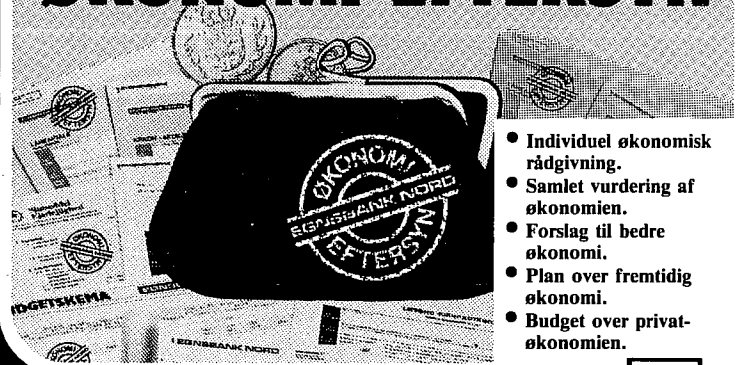 ØKONOMI-EFTERSYN
ØKONOMI
EGNSBANK NORD
EFTERSYN
• Individuel økonomisk
rådgivning.
• Samlet vurdering af
økonomien.
• Forslag til bedre
økonomi.
• Plan over fremtidig
økonomi.
• Budget over privat-
økonomien.
DGETSKEMA
EGNSBANK NORD